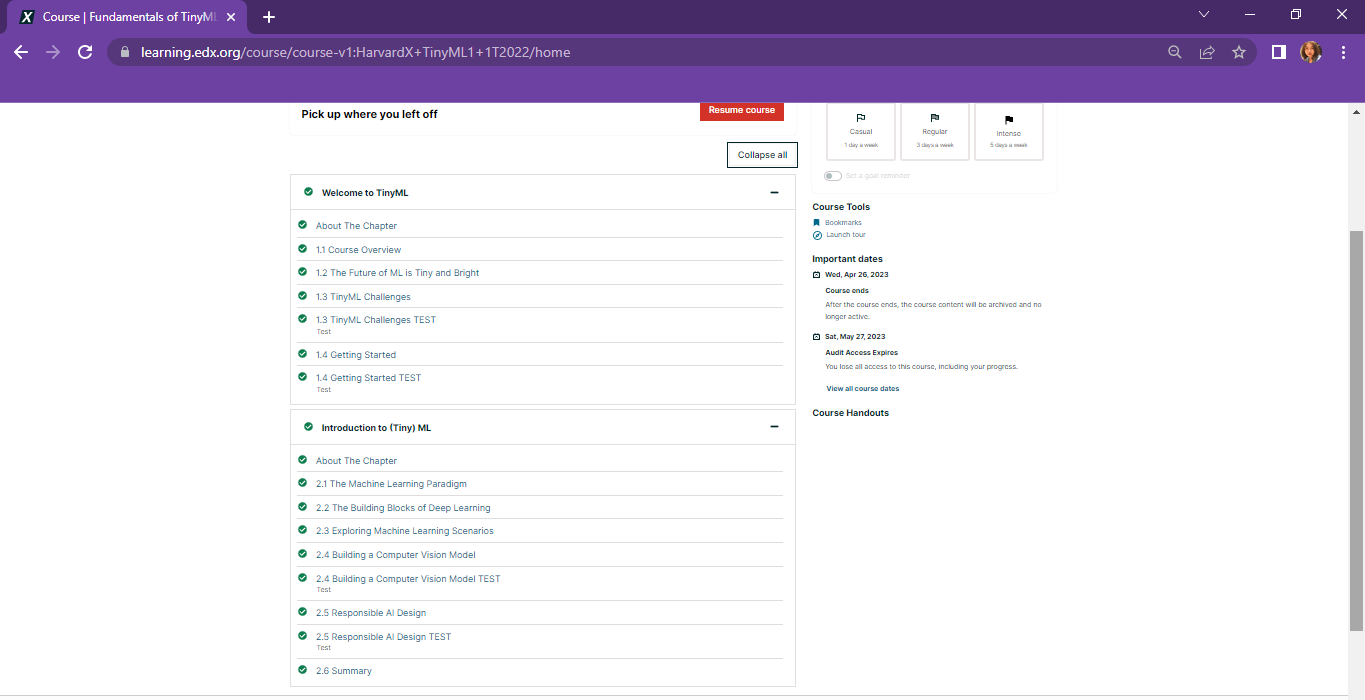 Course | Fundamentals of TinyML
learning.edx.org/course/course-v1:HarvardX+TinyML1+1T2022/home
Pick up where you left off
Resume course
Collapse all
Welcome to TinyML
About The Chapter
1.1 Course Overview
1.2 The Future of ML is Tiny and Bright
1.3 TinyML Challenges
1.3 TinyML Challenges TEST
Test
1.4 Getting Started
1.4 Getting Started TEST
Test
Introduction to (Tiny) ML
About The Chapter
2.1 The Machine Learning Paradigm
2.2 The Building Blocks of Deep Learning
2.3 Exploring Machine Learning Scenarios
2.4 Building a Computer Vision Model
2.4 Building a Computer Vision Model TEST
Test
2.5 Responsible AI Design
2.5 Responsible AI Design TEST
Test
2.6 Summary
Casual
1 day a week
Regular
3 days a week
Intense
5 days a week
Set a goal reminder
Course Tools
Bookmarks
Launch tour
Important dates
Wed, Apr 26, 2023
Course ends
After the course ends, the course content will be archived and no
longer active.
Sat, May 27, 2023
Audit Access Expires
You lose all access to this course, including your progress.
View all course dates
Course Handouts